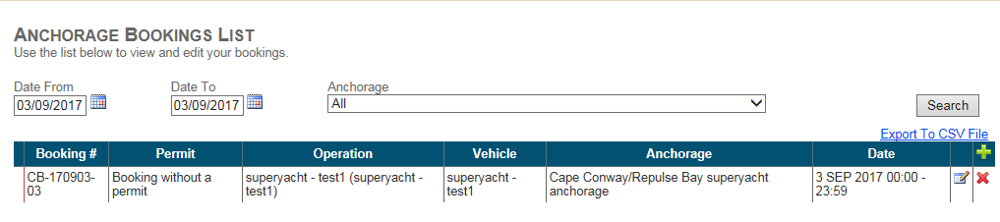 ANCHORAGE BOOKINGS LIST
Use the list below to view and edit your bookings.
Date From Date To Anchorage
03/09/2017 03/09/2017 All Search
Export To CSV File
Booking # Permit Operation Vehicle Anchorage Date
CB-170903- Booking without a superyacht - test1 (superyacht - superyacht - Cape Conway/Repulse Bay superyacht 3 SEP 2017 00:00 -
03 permit test1) test1 anchorage 23:59